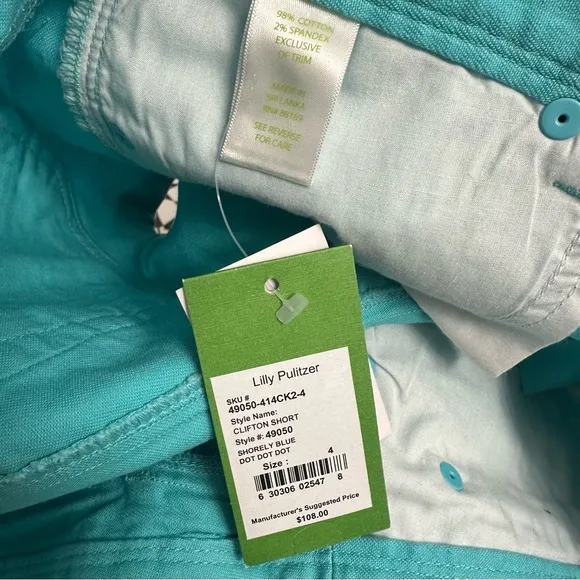 98% COTTON
2% SPANDEX
EXCLUSIVE
OF TRIM
MADE IN
SRI LANKA
RN# 86169
SEE REVERSE
FOR CARE
Lilly Pulitzer
SKU #
49050-414CK2-4
Style Name:
CLIFTON SHORT
Style #: 49050
SHORELY BLUE
DOT DOT DOT
Size : 4
6 30306 02547 8
Manufacturer's Suggested Price
$108.00